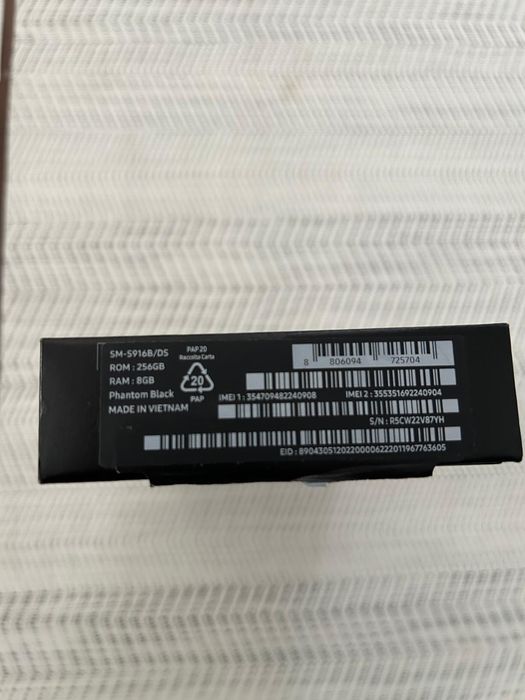 SM-S916B/DS
ROM : 256GB
RAM : 8GB
Phantom Black
MADE IN VIETNAM
PAP 20
Raccolta Carta
20
PAP
8 806094 725704
IMEI 1 : 354709482240908
IMEI 2 : 355351692240904
S/N : R5CW22V87YH
EID : 89043051202200006222011967763605